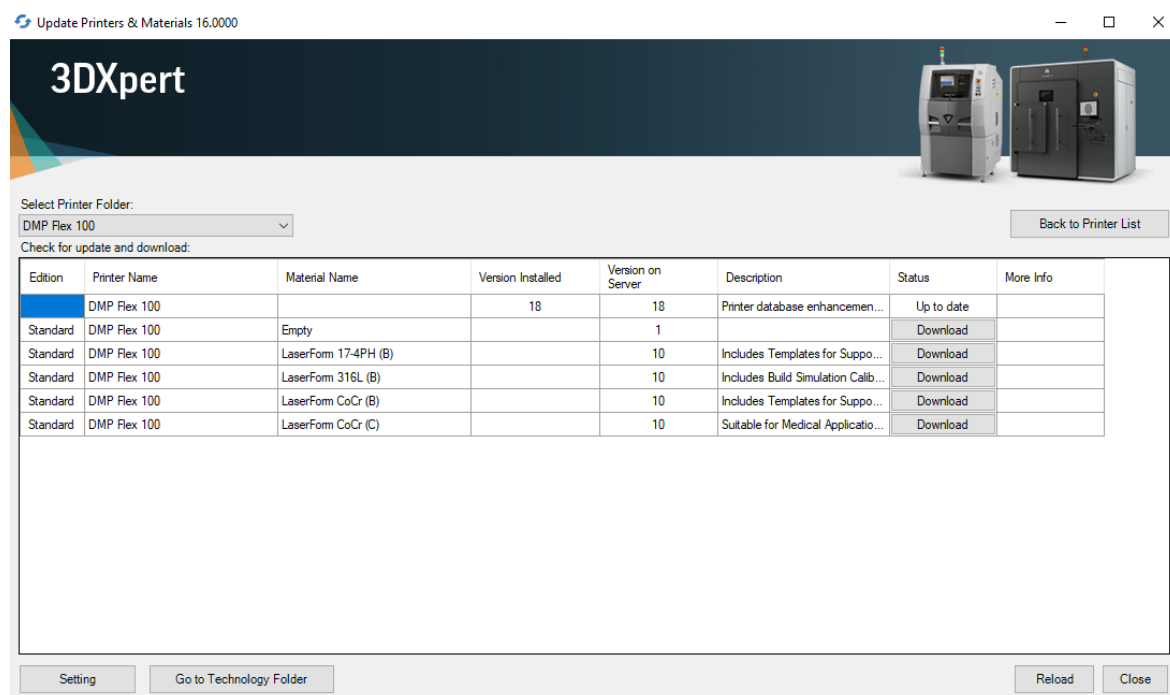 Update Printers & Materials 16.0000
3DXpert
Select Printer Folder:
DMP Flex 100
Back to Printer List
Check for update and download:
Edition Printer Name Material Name Version Installed Version on Server Description Status More Info
DMP Flex 100 18 18 Printer database enhancemen... Up to date
Standard DMP Flex 100 Empty 1 Download
Standard DMP Flex 100 LaserForm 17-4PH (B) 10 Includes Templates for Suppo... Download
Standard DMP Flex 100 LaserForm 316L (B) 10 Includes Build Simulation Calib... Download
Standard DMP Flex 100 LaserForm CoCr (B) 10 Includes Templates for Suppo... Download
Standard DMP Flex 100 LaserForm CoCr (C) 10 Suitable for Medical Applicatio... Download
Setting Go to Technology Folder Reload Close